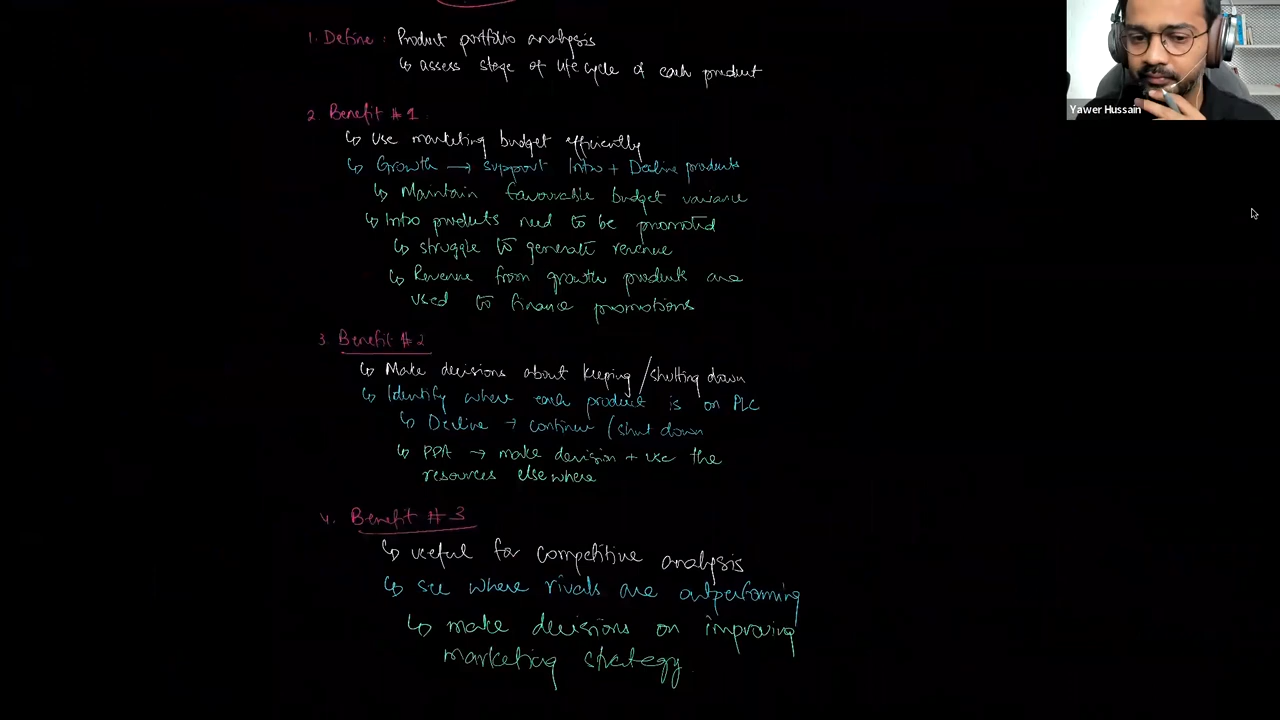 1. Define : Product portfolio analysis
↳ assess stage of life cycle of each product
2. Benefit #1
↳ Use marketing budget efficiently
↳ Growth → support Intro + Decline products
↳ Maintain favourable budget variance
↳ Intro products need to be promoted
↳ struggle to generate revenue
↳ Revenue from growth products are
used to finance promotions
3. Benefit #2
↳ Make decisions about keeping / shutting down
↳ Identify where each product is on PLC
↳ Decline → continue / shut down
↳ PPA → make decision + use the
resources elsewhere
4. Benefit #3
↳ useful for competitive analysis
↳ see where rivals are outperforming
↳ make decisions on improving
marketing strategy
Yawer Hussain